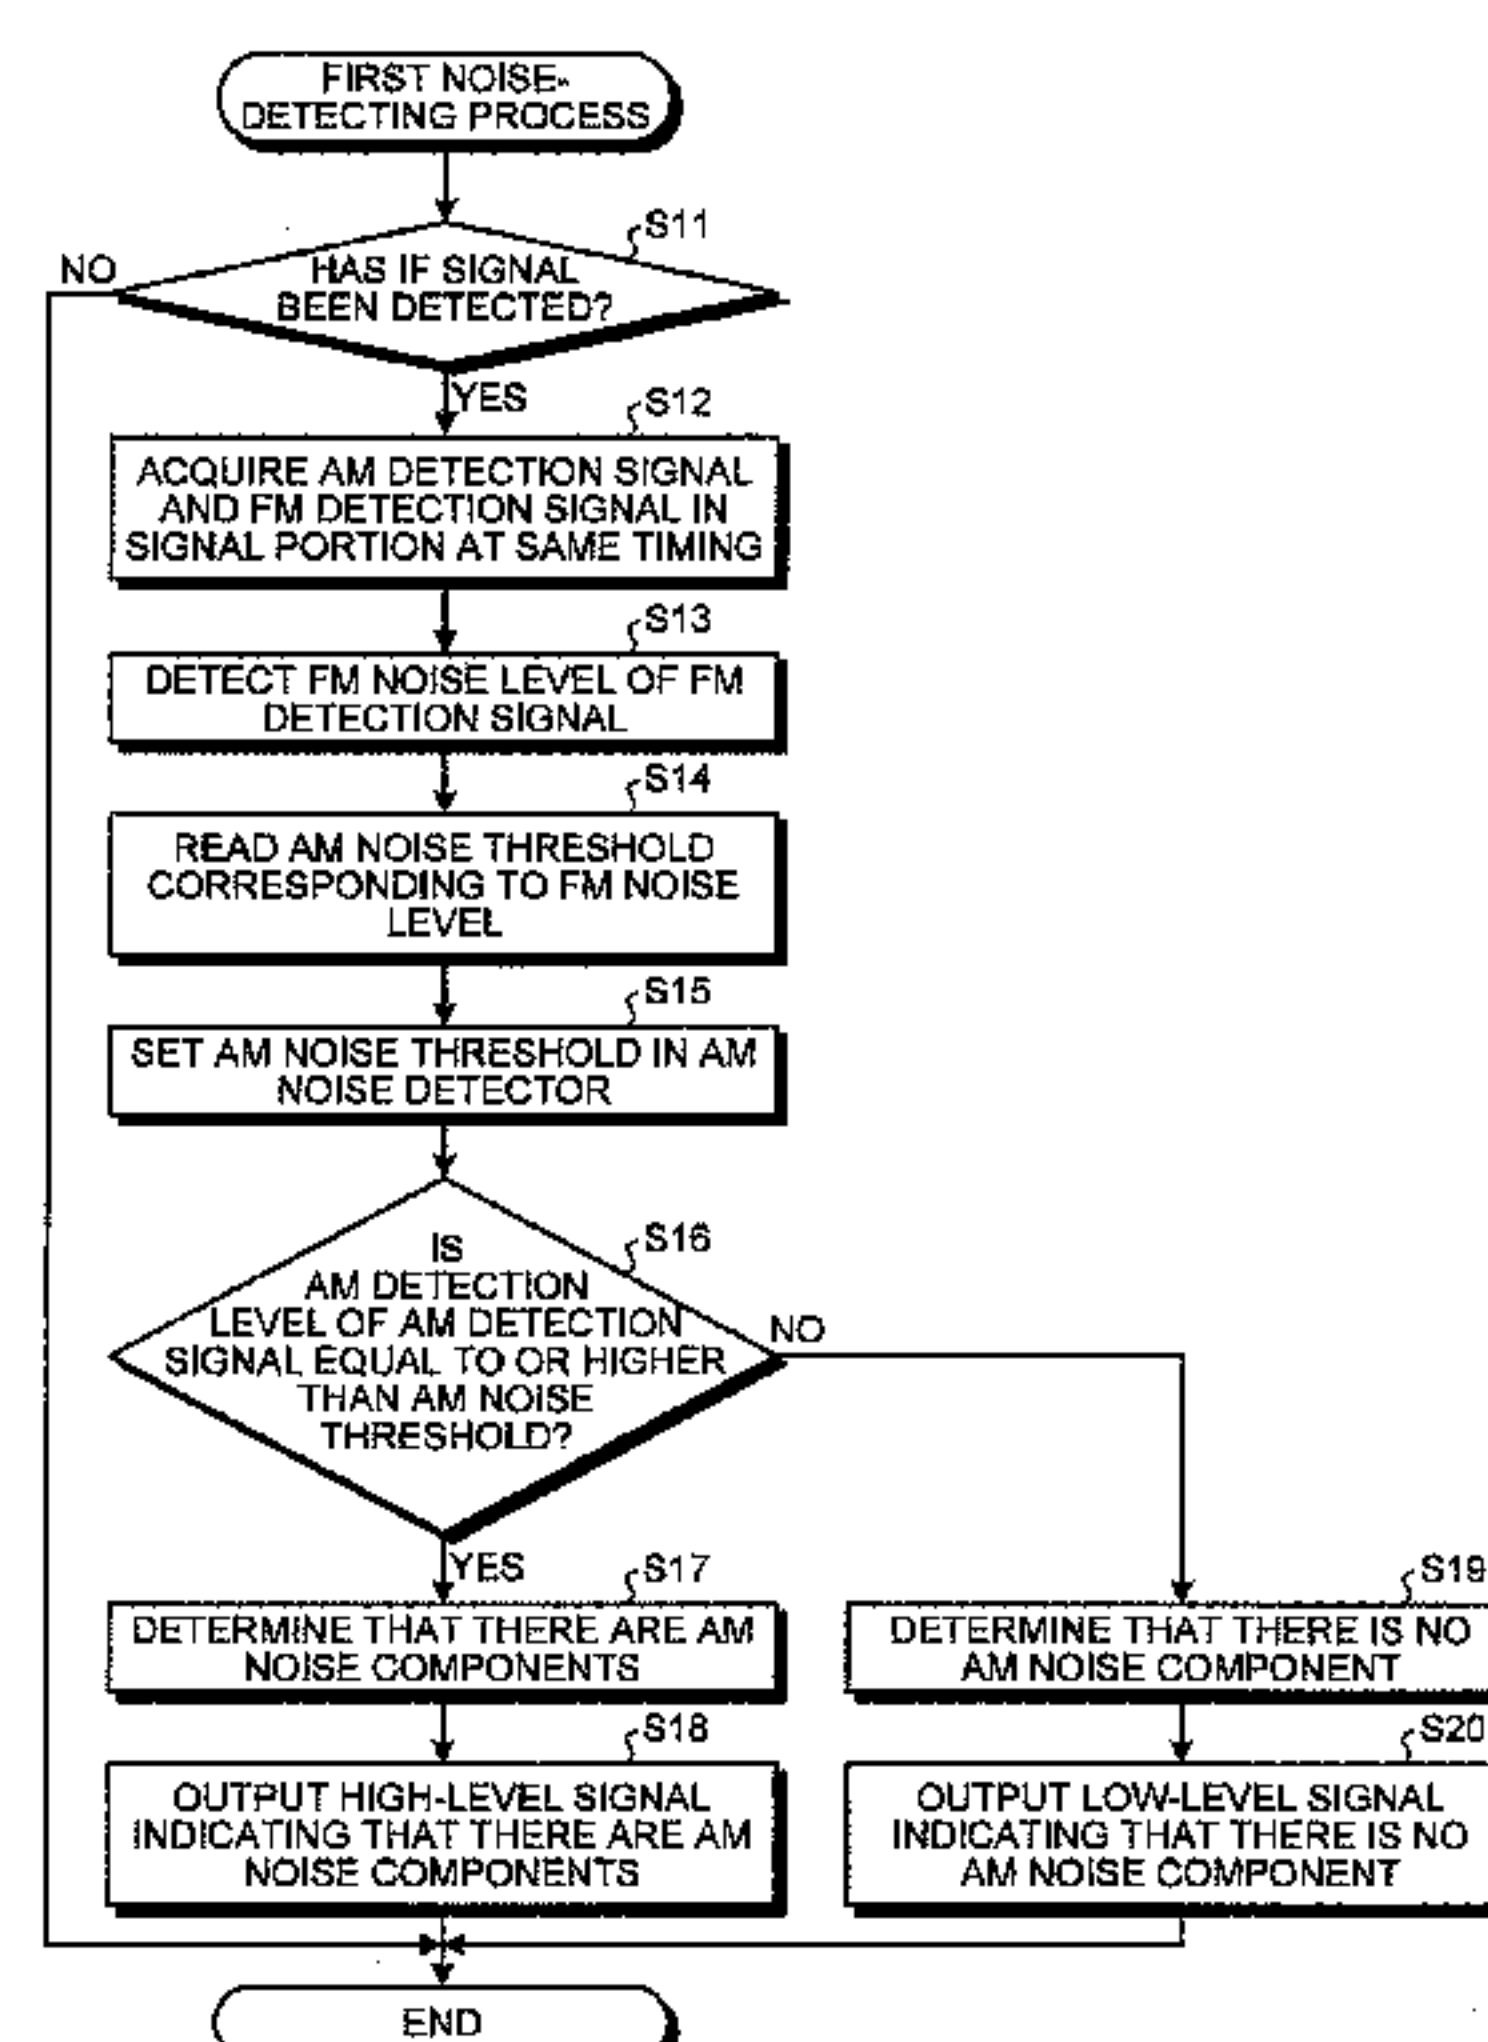 FIRST NOISE-
DETECTING PROCESS
S11
NO
HAS IF SIGNAL
BEEN DETECTED?
YES
S12
ACQUIRE AM DETECTION SIGNAL
AND FM DETECTION SIGNAL IN
SIGNAL PORTION AT SAME TIMING
S13
DETECT FM NOISE LEVEL OF FM
DETECTION SIGNAL
S14
READ AM NOISE THRESHOLD
CORRESPONDING TO FM NOISE
LEVEL
S15
SET AM NOISE THRESHOLD IN AM
NOISE DETECTOR
S16
IS
AM DETECTION
LEVEL OF AM DETECTION
SIGNAL EQUAL TO OR HIGHER
THAN AM NOISE
THRESHOLD?
NO
YES
S17
DETERMINE THAT THERE ARE AM
NOISE COMPONENTS
S18
OUTPUT HIGH-LEVEL SIGNAL
INDICATING THAT THERE ARE AM
NOISE COMPONENTS
S19
DETERMINE THAT THERE IS NO
AM NOISE COMPONENT
S20
OUTPUT LOW-LEVEL SIGNAL
INDICATING THAT THERE IS NO
AM NOISE COMPONENT
END